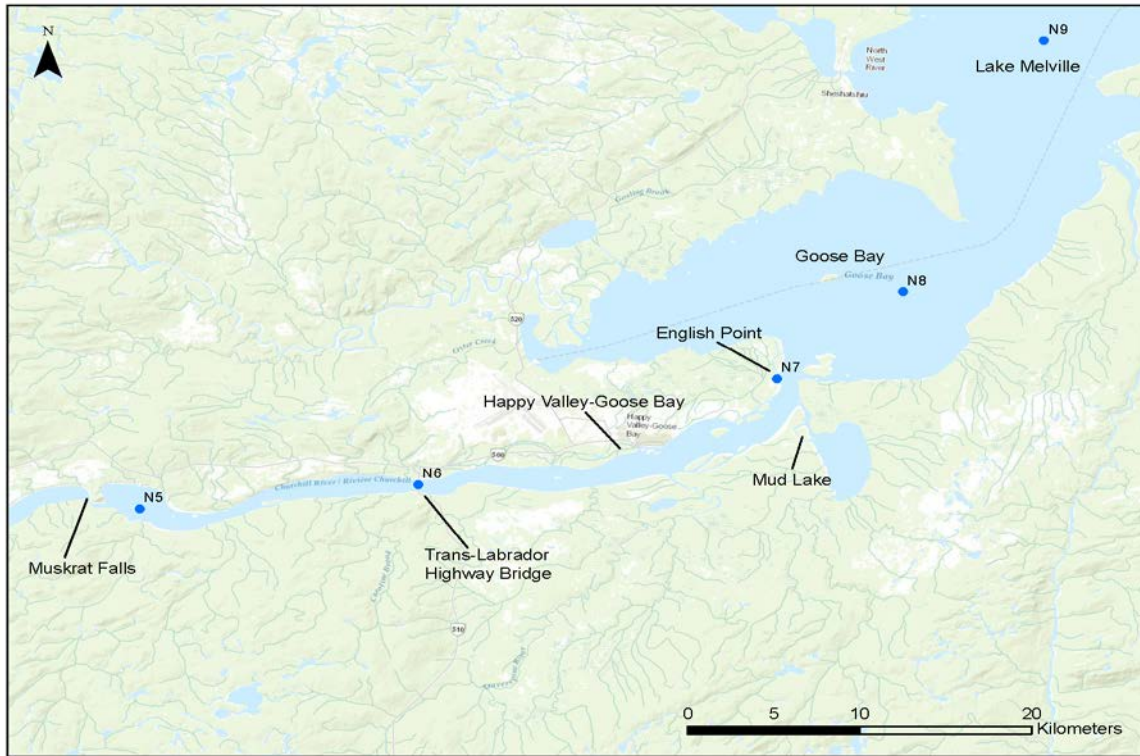 N
N9
Lake Melville
North
West
River
Sheshatshiu
Gosling Brook
Goose Bay
Goose Bay
N8
520
English Point
N7
Happy Valley-Goose Bay
Happy
Valley-Goose
Bay
500
Mud Lake
N6
Churchill River / Rivière Churchill
N5
Muskrat Falls
Trans-Labrador
Highway Bridge
510
0
10
20
Kilometers